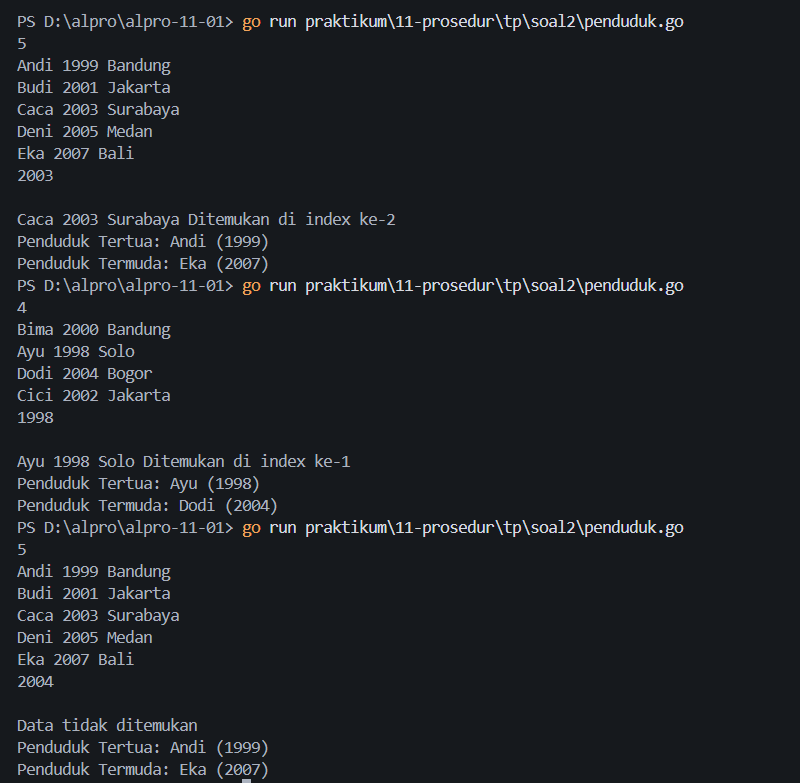 PS D:\alpro\alpro-11-01> go run praktikum\11-prosedur\tp\soal2\penduduk.go
5
Andi 1999 Bandung
Budi 2001 Jakarta
Caca 2003 Surabaya
Deni 2005 Medan
Eka 2007 Bali
2003
Caca 2003 Surabaya Ditemukan di index ke-2
Penduduk Tertua: Andi (1999)
Penduduk Termuda: Eka (2007)
PS D:\alpro\alpro-11-01> go run praktikum\11-prosedur\tp\soal2\penduduk.go
4
Bima 2000 Bandung
Ayu 1998 Solo
Dodi 2004 Bogor
Cici 2002 Jakarta
1998
Ayu 1998 Solo Ditemukan di index ke-1
Penduduk Tertua: Ayu (1998)
Penduduk Termuda: Dodi (2004)
PS D:\alpro\alpro-11-01> go run praktikum\11-prosedur\tp\soal2\penduduk.go
5
Andi 1999 Bandung
Budi 2001 Jakarta
Caca 2003 Surabaya
Deni 2005 Medan
Eka 2007 Bali
2004
Data tidak ditemukan
Penduduk Tertua: Andi (1999)
Penduduk Termuda: Eka (2007)